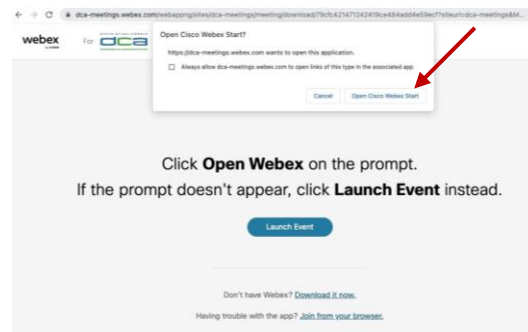 dca-meetings.webex.com/webappng/sites/dca-meetings/meeting/download/
webex
For dca
Open Cisco Webex Start?
https://dca-meetings.webex.com wants to open this application.
Always allow dca-meetings.webex.com to open links of this type in the associated app
Cancel
Open Cisco Webex Start
Click Open Webex on the prompt.
If the prompt doesn't appear, click Launch Event instead.
Launch Event
Don't have Webex? Download it now.
Having trouble with the app? Join from your browser.